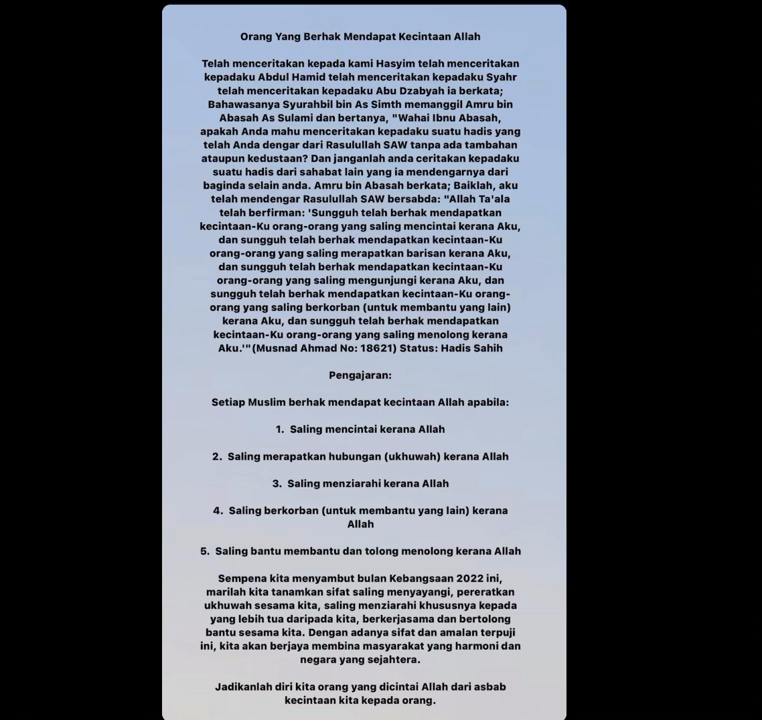 Orang Yang Berhak Mendapat Kecintaan Allah
Telah menceritakan kepada kami Hasyim telah menceritakan
kepadaku Abdul Hamid telah menceritakan kepadaku Syahr
telah menceritakan kepadaku Abu Dzabyah ia berkata;
Bahawasanya Syurahbil bin As Simth memanggil Amru bin
Abasah As Sulami dan bertanya, "Wahai Ibnu Abasah,
apakah Anda mahu menceritakan kepadaku suatu hadis yang
telah Anda dengar dari Rasulullah SAW tanpa ada tambahan
ataupun kedustaan? Dan janganlah anda ceritakan kepadaku
suatu hadis dari sahabat lain yang ia mendengarnya dari
baginda selain anda. Amru bin Abasah berkata; Baiklah, aku
telah mendengar Rasulullah SAW bersabda: "Allah Ta'ala
telah berfirman: 'Sungguh telah berhak mendapatkan
kecintaan-Ku orang-orang yang saling mencintai kerana Aku,
dan sungguh telah berhak mendapatkan kecintaan-Ku
orang-orang yang saling merapatkan barisan kerana Aku,
dan sungguh telah berhak mendapatkan kecintaan-Ku
orang-orang yang saling mengunjungi kerana Aku, dan
sungguh telah berhak mendapatkan kecintaan-Ku orang-
orang yang saling berkorban (untuk membantu yang lain)
kerana Aku, dan sungguh telah berhak mendapatkan
kecintaan-Ku orang-orang yang saling menolong kerana
Aku.'"(Musnad Ahmad No: 18621) Status: Hadis Sahih
Pengajaran:
Setiap Muslim berhak mendapat kecintaan Allah apabila:
1. Saling mencintai kerana Allah
2. Saling merapatkan hubungan (ukhuwah) kerana Allah
3. Saling menziarahi kerana Allah
4. Saling berkorban (untuk membantu yang lain) kerana
Allah
5. Saling bantu membantu dan tolong menolong kerana Allah
Sempena kita menyambut bulan Kebangsaan 2022 ini,
marilah kita tanamkan sifat saling menyayangi, pereratkan
ukhuwah sesama kita, saling menziarahi khususnya kepada
yang lebih tua daripada kita, berkerjasama dan bertolong
bantu sesama kita. Dengan adanya sifat dan amalan terpuji
ini, kita akan berjaya membina masyarakat yang harmoni dan
negara yang sejahtera.
Jadikanlah diri kita orang yang dicintai Allah dari asbab
kecintaan kita kepada orang.